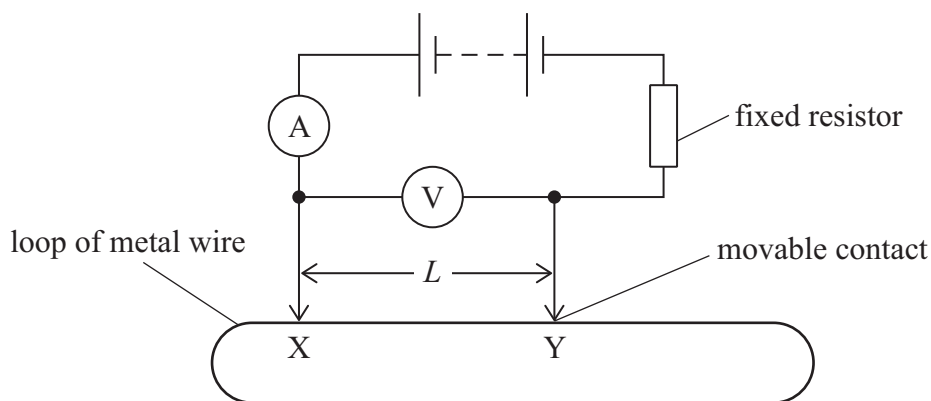 A
fixed resistor
V
loop of metal wire
L
movable contact
X
Y